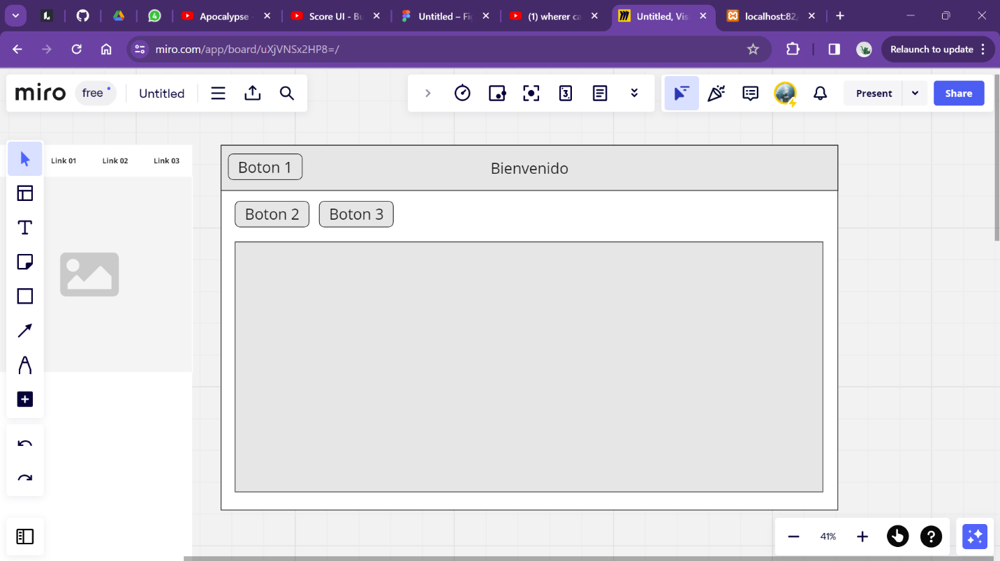 Apocalypse
Score UI - Bu
Untitled – Fig
(1) wherer ca
Untitled, Vis
localhost:82/
miro.com/app/board/uXjVNSx2HP8=/
Relaunch to update
miro
free
Untitled
3
Present
Share
Link 01
Link 02
Link 03
Boton 1
Bienvenido
Boton 2
Boton 3
41%